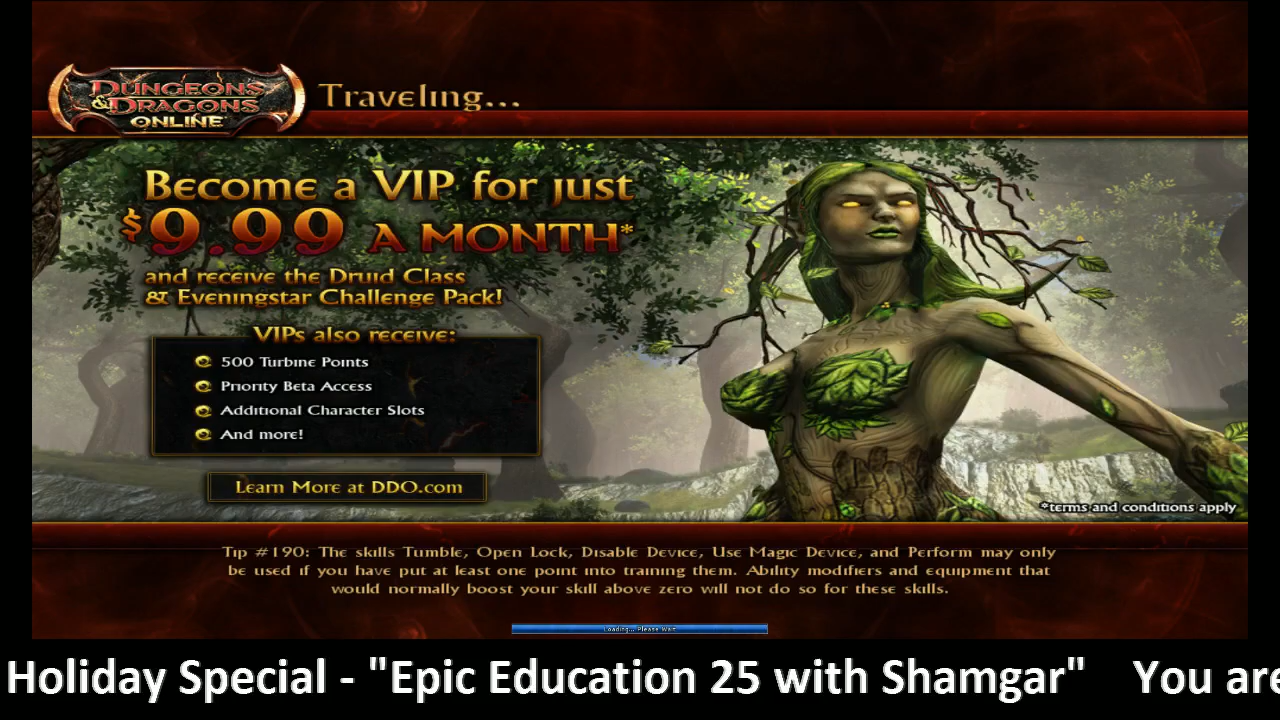 DUNGEONS
& DRAGONS
ONLINE
Traveling...
Become a VIP for just
$9.99 A MONTH*
and receive the Druid Class
& Eveningstar Challenge Pack!
VIPs also receive:
500 Turbine Points
Priority Beta Access
Additional Character Slots
And more!
Learn More at DDO.com
*terms and conditions apply
Tip #190: The skills Tumble, Open Lock, Disable Device, Use Magic Device, and Perform may only
be used if you have put at least one point into training them. Ability modifiers and equipment that
would normally boost your skill above zero will not do so for these skills.
Loading... Please Wait
Holiday Special - "Epic Education 25 with Shamgar" You are